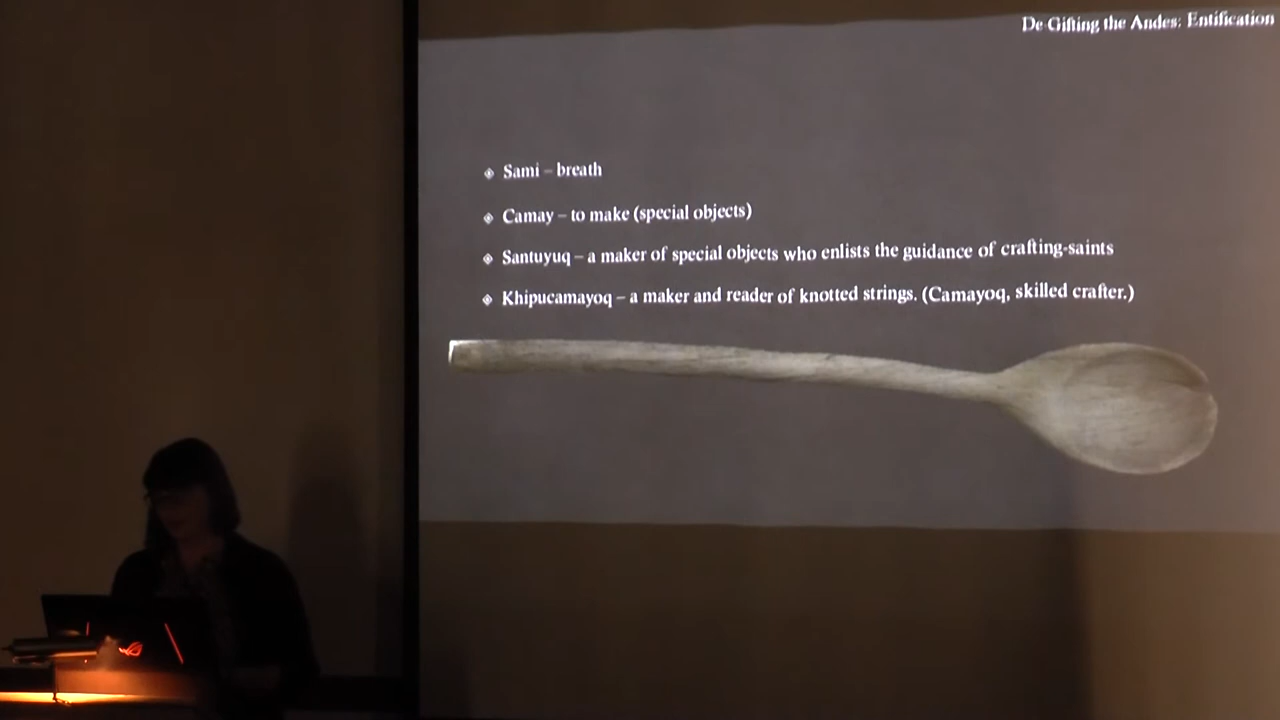 De-Gifting the Andes: Entification
Sami – breath
Camay – to make (special objects)
Santuyuq – a maker of special objects who enlists the guidance of crafting-saints
Khipucamayoq – a maker and reader of knotted strings. (Camayoq, skilled crafter.)